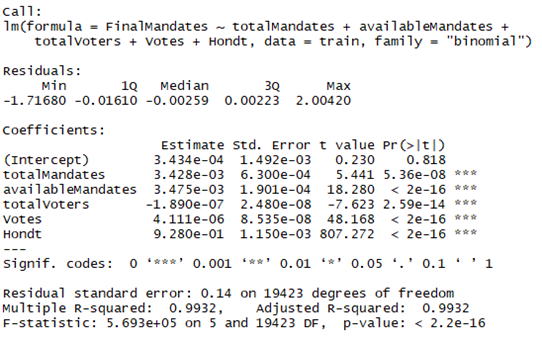 Call:
lm(formula = FinalMandates ~ totalMandates + availableMandates +
    totalVoters + Votes + Hondt, data = train, family = "binomial")
Residuals:
     Min       1Q   Median       3Q      Max
-1.71680 -0.01610 -0.00259  0.00223  2.00420
Coefficients:
                    Estimate Std. Error t value Pr(>|t|)
(Intercept)        3.434e-04  1.492e-03   0.230    0.818
totalMandates      3.428e-03  6.300e-04   5.441 5.36e-08 ***
availableMandates  3.475e-03  1.901e-04  18.280  < 2e-16 ***
totalVoters       -1.890e-07  2.480e-08  -7.623 2.59e-14 ***
Votes              4.111e-06  8.535e-08  48.168  < 2e-16 ***
Hondt              9.280e-01  1.150e-03 807.272  < 2e-16 ***
---
Signif. codes:  0 ‘***’ 0.001 ‘**’ 0.01 ‘*’ 0.05 ‘.’ 0.1 ‘ ’ 1
Residual standard error: 0.14 on 19423 degrees of freedom
Multiple R-squared:  0.9932,    Adjusted R-squared:  0.9932
F-statistic: 5.693e+05 on 5 and 19423 DF,  p-value: < 2.2e-16